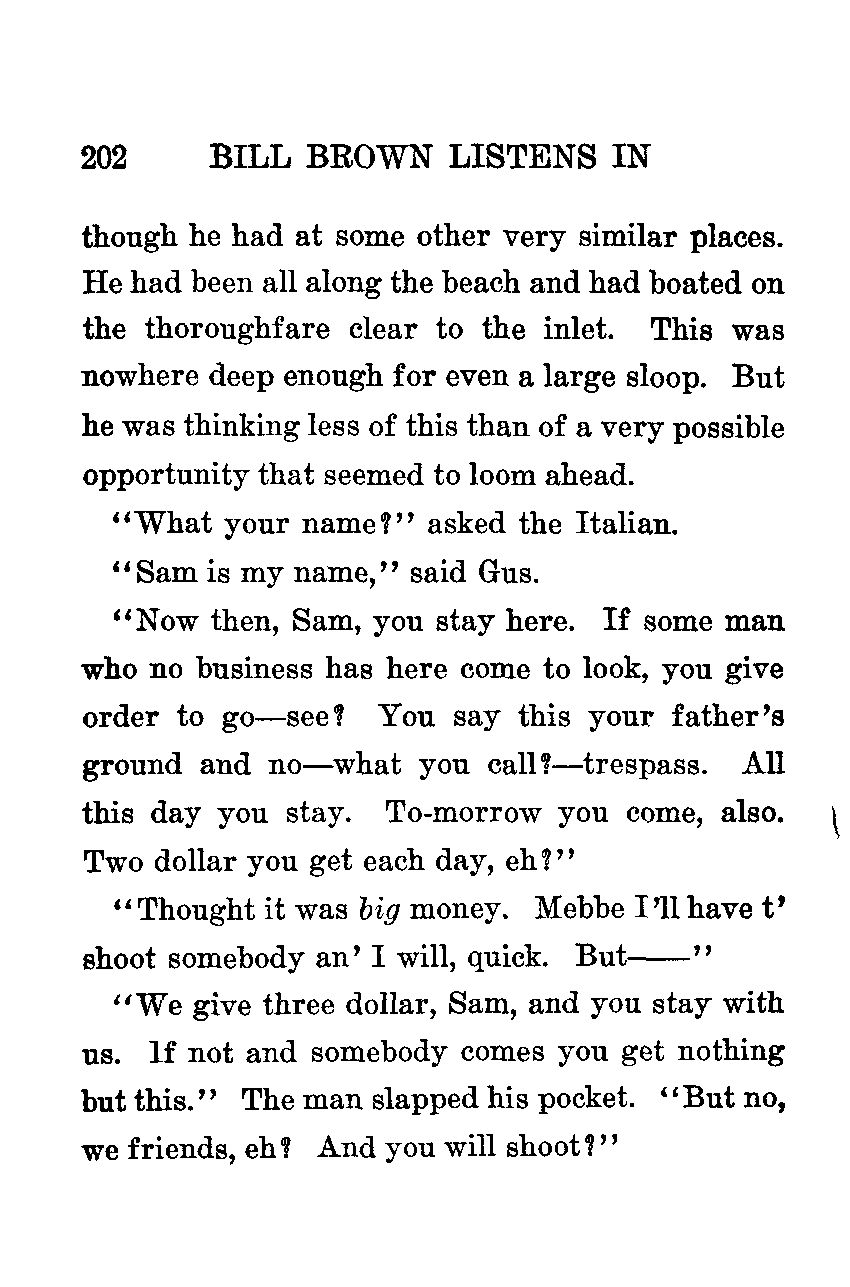 202 BILL BROWN LISTENS IN
though he had at some other very similar places.
He had been all along the beach and had boated on
the thoroughfare clear to the inlet. This was
nowhere deep enough for even a large sloop. But
he was thinking less of this than of a very possible
opportunity that seemed to loom ahead.
“What your name?” asked the Italian.
“Sam is my name,” said Gus.
“Now then, Sam, you stay here. If some man
who no business has here come to look, you give
order to go—see? You say this your father’s
ground and no—what you call?—trespass. All
this day you stay. To-morrow you come, also.
Two dollar you get each day, eh?”
“Thought it was big money. Mebbe I’ll have t’
shoot somebody an’ I will, quick. But——”
“We give three dollar, Sam, and you stay with
us. If not and somebody comes you get nothing
but this.” The man slapped his pocket. “But no,
we friends, eh? And you will shoot?”